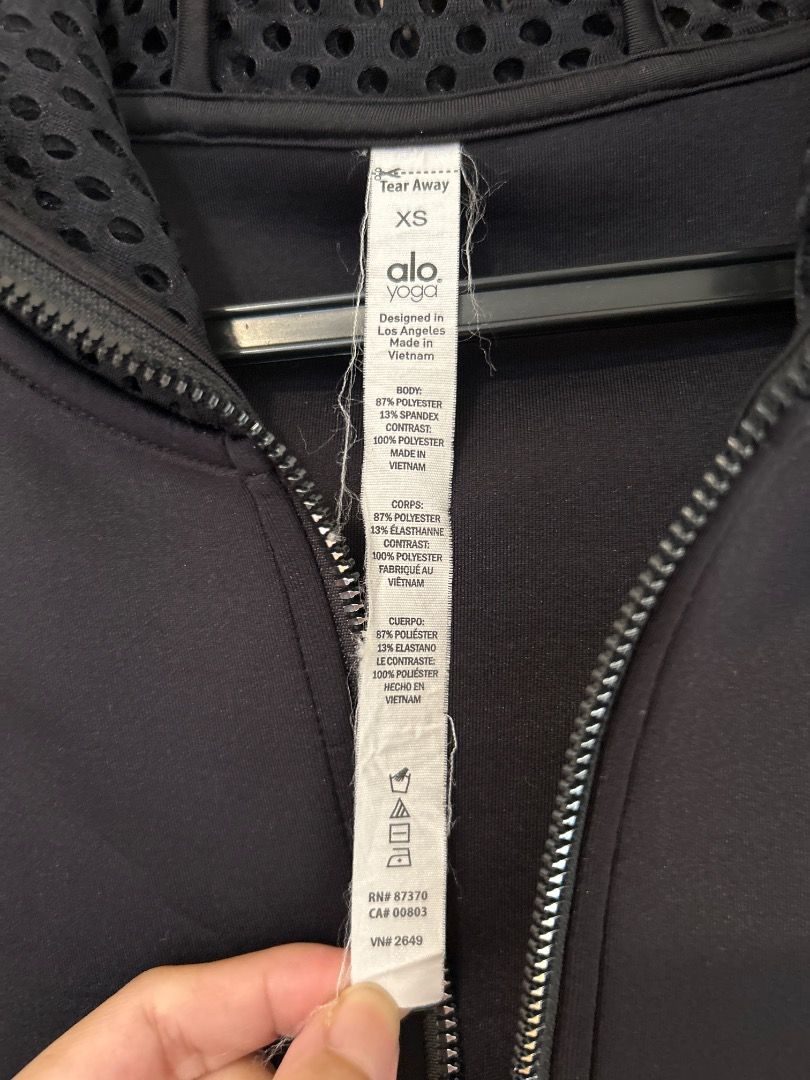 Tear Away
XS
alo®
yoga
Designed in
Los Angeles
Made in
Vietnam
BODY:
87% POLYESTER
13% SPANDEX
CONTRAST:
100% POLYESTER
MADE IN
VIETNAM
CORPS:
87% POLYESTER
13% ÉLASTHANNE
CONTRAST:
100% POLYESTER
FABRIQUÉ AU
VIÊTNAM
CUERPO:
87% POLIÉSTER
13% ELASTANO
LE CONTRASTE:
100% POLIÉSTER
HECHO EN
VIETNAM
RN# 87370
CA# 00803
VN# 2649